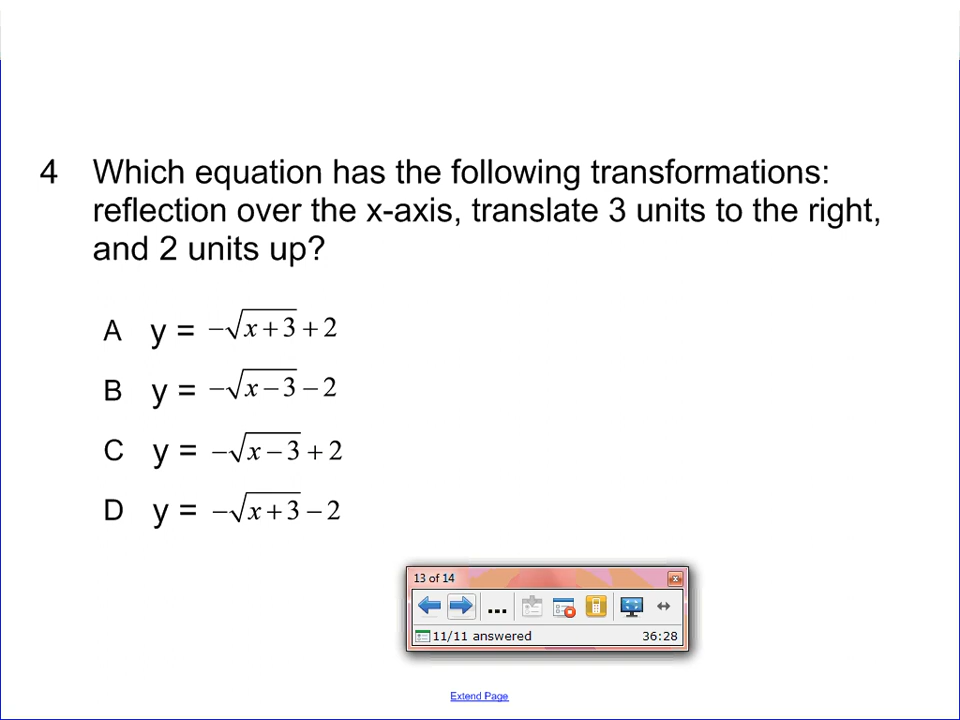 4 Which equation has the following transformations:
reflection over the x-axis, translate 3 units to the right,
and 2 units up?
A y = −√(x+3) + 2
B y = −√(x−3) − 2
C y = −√(x−3) + 2
D y = −√(x+3) − 2
13 of 14
...
11/11 answered 36:28
Extend Page